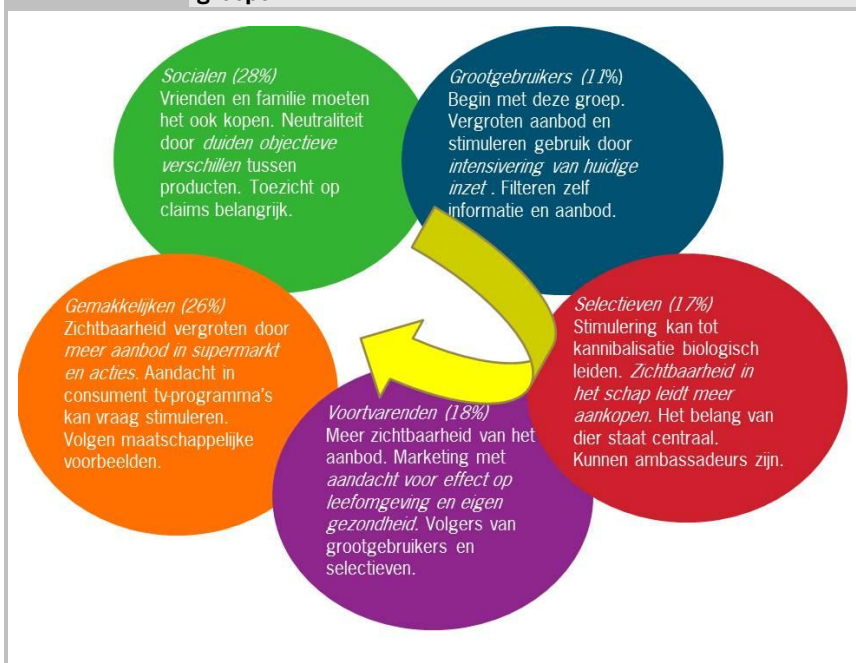 Socialen (28%)
Vrienden en familie moeten
het ook kopen. Neutraliteit
door duiden objectieve
verschillen tussen
producten. Toezicht op
claims belangrijk.
Grootgebruikers (11%)
Begin met deze groep.
Vergroten aanbod en
stimuleren gebruik door
intensivering van huidige
inzet . Filteren zelf
informatie en aanbod.
Selectieven (17%)
Stimulering kan tot
kannibalisatie biologisch
leiden. Zichtbaarheid in
het schap leidt meer
aankopen. Het belang van
dier staat centraal.
Kunnen ambassadeurs zijn.
Voortvarenden (18%)
Meer zichtbaarheid van het
aanbod. Marketing met
aandacht voor effect op
leefomgeving en eigen
gezondheid. Volgers van
grootgebruikers en
selectieven.
Gemakkelijken (26%)
Zichtbaarheid vergroten door
meer aanbod in supermarkt
en acties. Aandacht in
consument tv-programma's
kan vraag stimuleren.
Volgen maatschappelijke
voorbeelden.